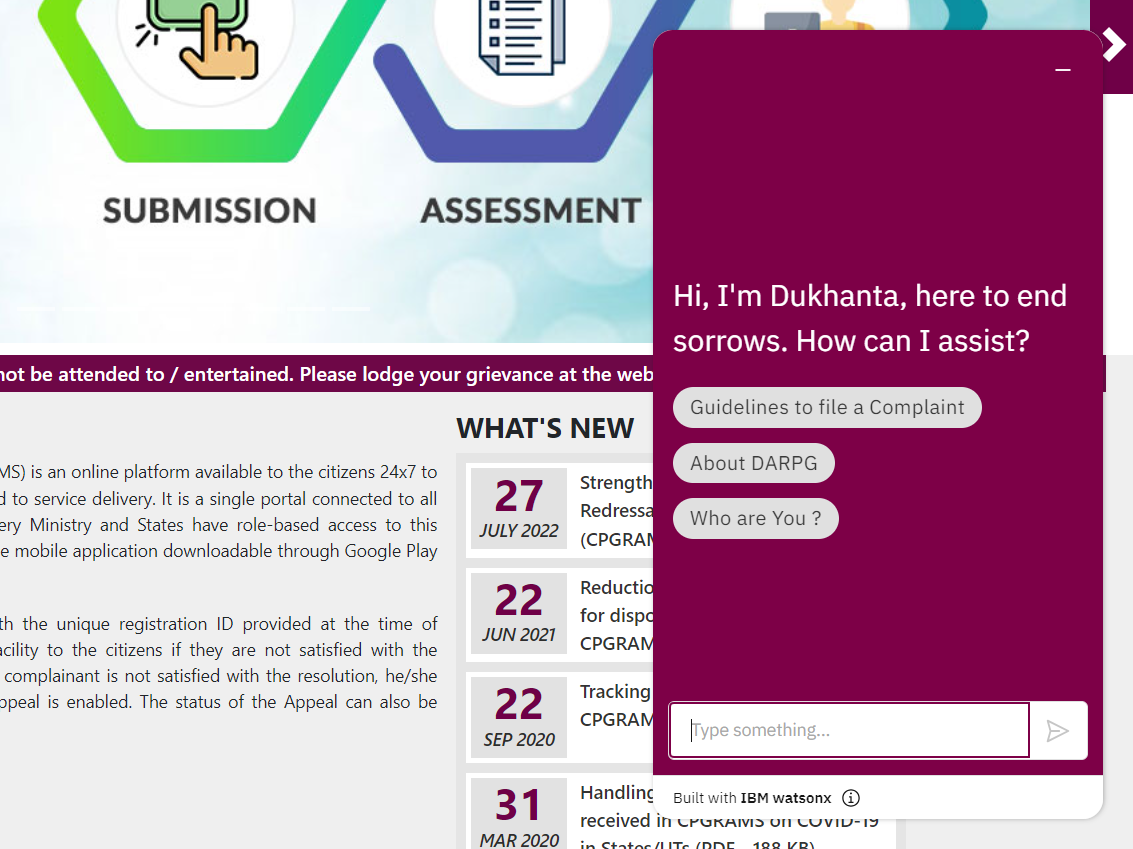 SUBMISSION
ASSESSMENT
not be attended to / entertained. Please lodge your grievance at the web
MS) is an online platform available to the citizens 24x7 to
d to service delivery. It is a single portal connected to all
ery Ministry and States have role-based access to this
e mobile application downloadable through Google Play
th the unique registration ID provided at the time of
acility to the citizens if they are not satisfied with the
complainant is not satisfied with the resolution, he/she
ppeal is enabled. The status of the Appeal can also be
WHAT'S NEW
27
JULY 2022
Strength
Redressa
(CPGRAM
22
JUN 2021
Reductio
for dispo
CPGRAM
22
SEP 2020
Tracking
CPGRAM
31
MAR 2020
Handling
received in CPGRAMS on COVID-19
in States/UTs (PDF - 188 KB)
Hi, I'm Dukhanta, here to end
sorrows. How can I assist?
Guidelines to file a Complaint
About DARPG
Who are You ?
Type something...
Built with IBM watsonx